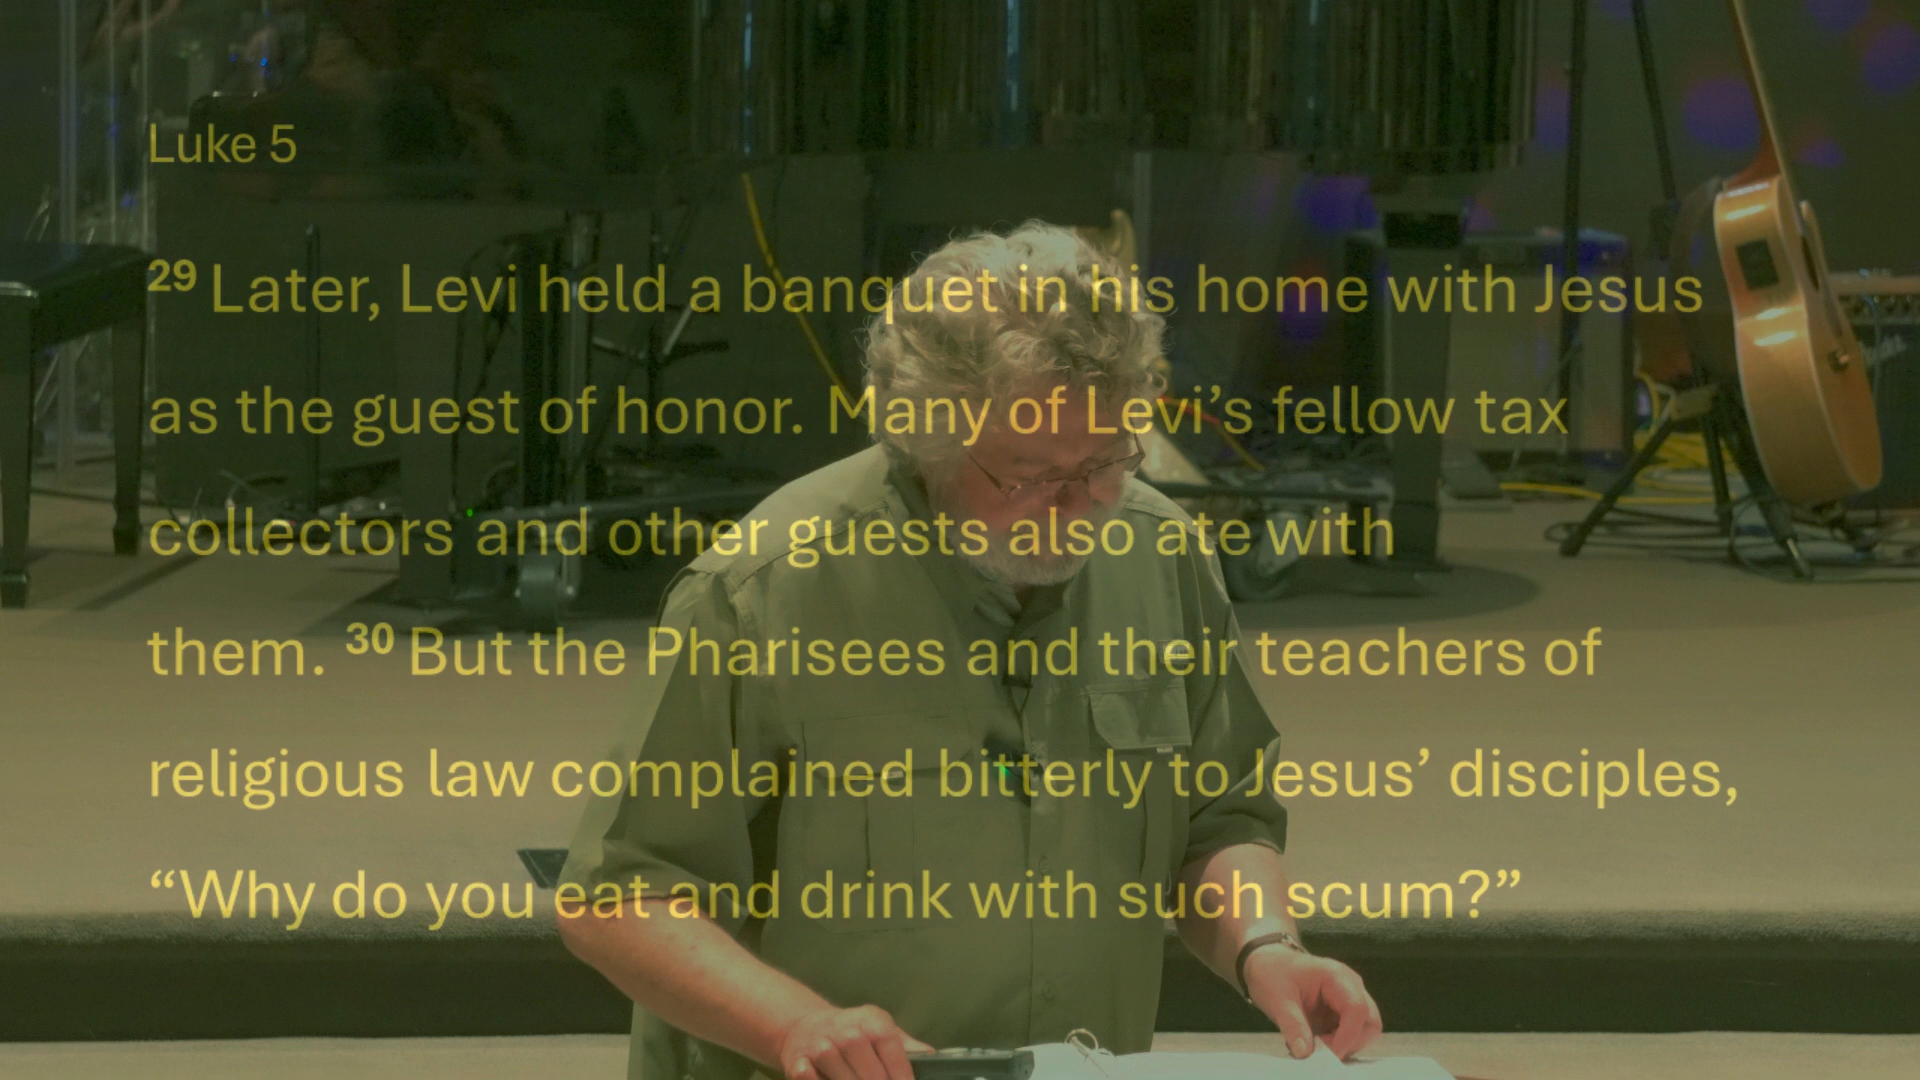 Luke 5
29 Later, Levi held a banquet in his home with Jesus
as the guest of honor. Many of Levi’s fellow tax
collectors and other guests also ate with
them. 30 But the Pharisees and their teachers of
religious law complained bitterly to Jesus’ disciples,
“Why do you eat and drink with such scum?”